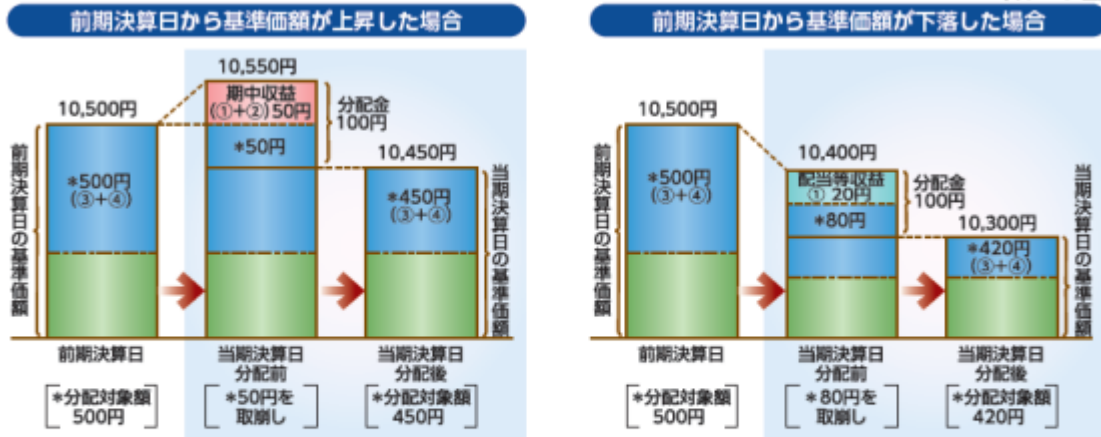 前期決算日から基準価額が上昇した場合
10,550円
10,500円
期中収益
(①+②)50円
分配金
100円
*50円
10,450円
*500円
(③+④)
*450円
(③+④)
前期決算日の基準価額
当期決算日の基準価額
前期決算日
当期決算日
分配前
当期決算日
分配後
*分配対象額
500円
*50円を
取崩し
*分配対象額
450円
前期決算日から基準価額が下落した場合
10,500円
10,400円
*500円
(③+④)
配当等収益
① 20円
分配金
100円
*80円
10,300円
*420円
(③+④)
前期決算日の基準価額
当期決算日の基準価額
前期決算日
当期決算日
分配前
当期決算日
分配後
*分配対象額
500円
*80円を
取崩し
*分配対象額
420円